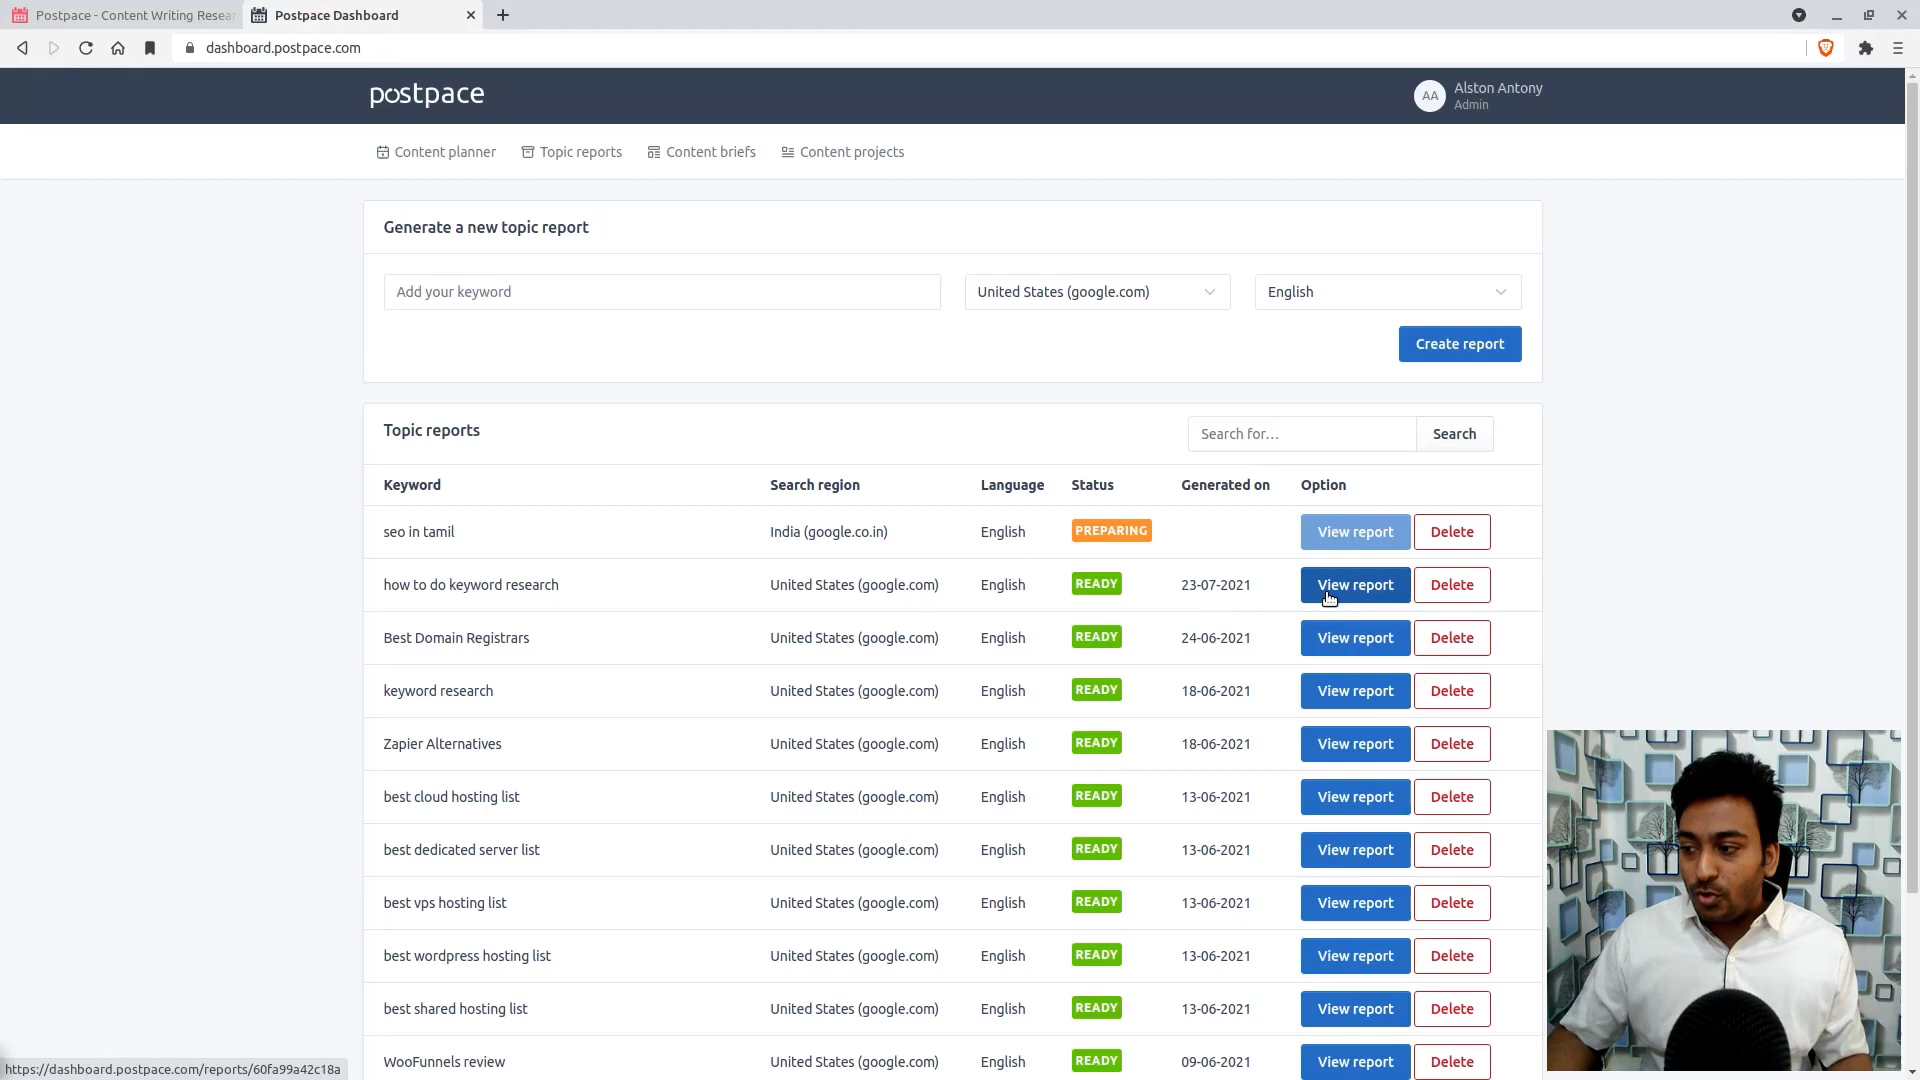 Postpace - Content Writing Resear
Postpace Dashboard
dashboard.postpace.com
postpace
AA
Alston Antony
Admin
Content planner
Topic reports
Content briefs
Content projects
Generate a new topic report
Add your keyword
United States (google.com)
English
Create report
Topic reports
Search for...
Search
Keyword Search region Language Status Generated on Option
seo in tamil India (google.co.in) English PREPARING View report Delete
how to do keyword research United States (google.com) English READY 23-07-2021 View report Delete
Best Domain Registrars United States (google.com) English READY 24-06-2021 View report Delete
keyword research United States (google.com) English READY 18-06-2021 View report Delete
Zapier Alternatives United States (google.com) English READY 18-06-2021 View report Delete
best cloud hosting list United States (google.com) English READY 13-06-2021 View report Delete
best dedicated server list United States (google.com) English READY 13-06-2021 View report Delete
best vps hosting list United States (google.com) English READY 13-06-2021 View report Delete
best wordpress hosting list United States (google.com) English READY 13-06-2021 View report Delete
best shared hosting list United States (google.com) English READY 13-06-2021 View report Delete
WooFunnels review United States (google.com) English READY 09-06-2021 View report Delete
https://dashboard.postpace.com/reports/60fa99a42c18a